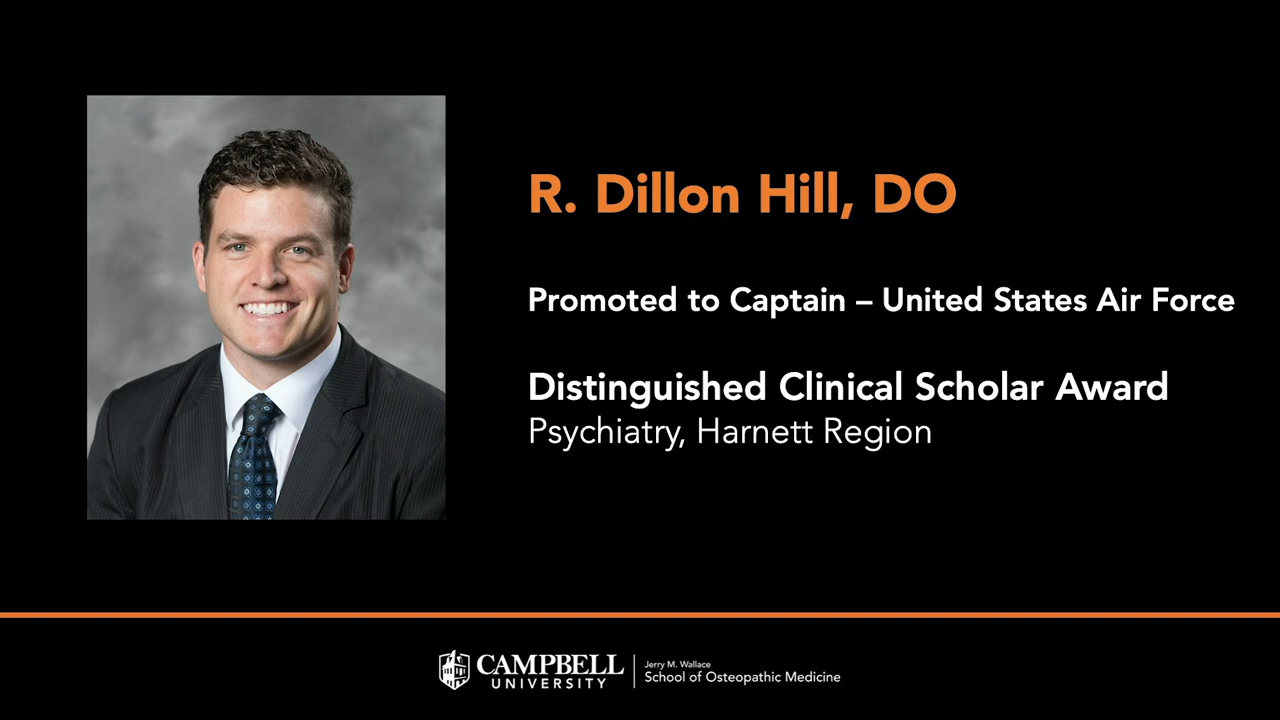 R. Dillon Hill, DO
Promoted to Captain – United States Air Force
Distinguished Clinical Scholar Award
Psychiatry, Harnett Region
CAMPBELL
UNIVERSITY
Jerry M. Wallace
School of Osteopathic Medicine